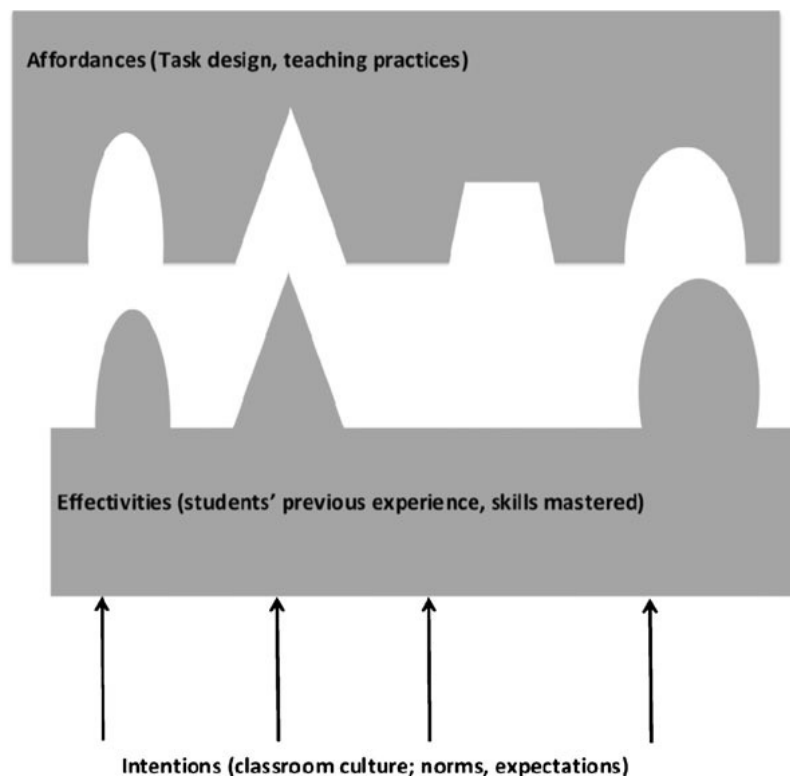 Affordances (Task design, teaching practices)
Effectivities (students’ previous experience, skills mastered)
Intentions (classroom culture; norms, expectations)